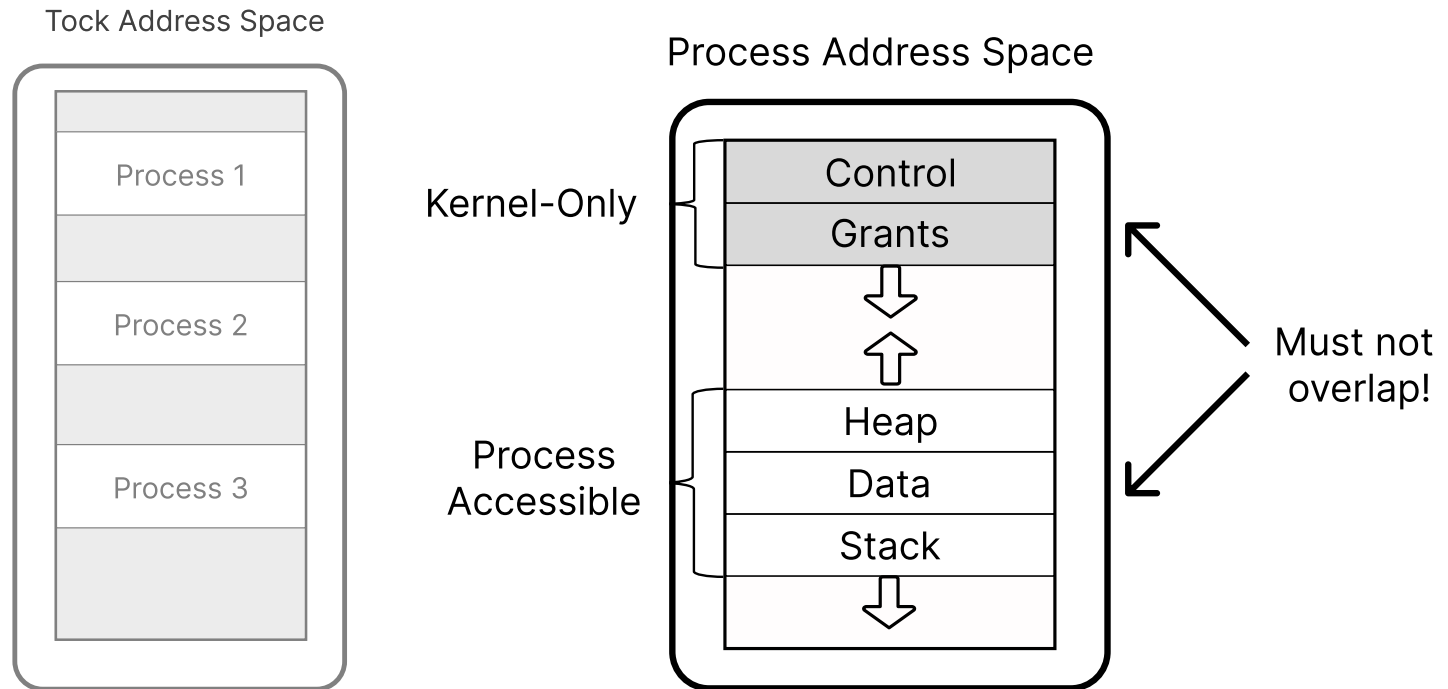 Tock Address Space
Process 1
Process 2
Process 3
Process Address Space
Kernel-Only
Control
Grants
Process
Accessible
Heap
Data
Stack
Must not
overlap!